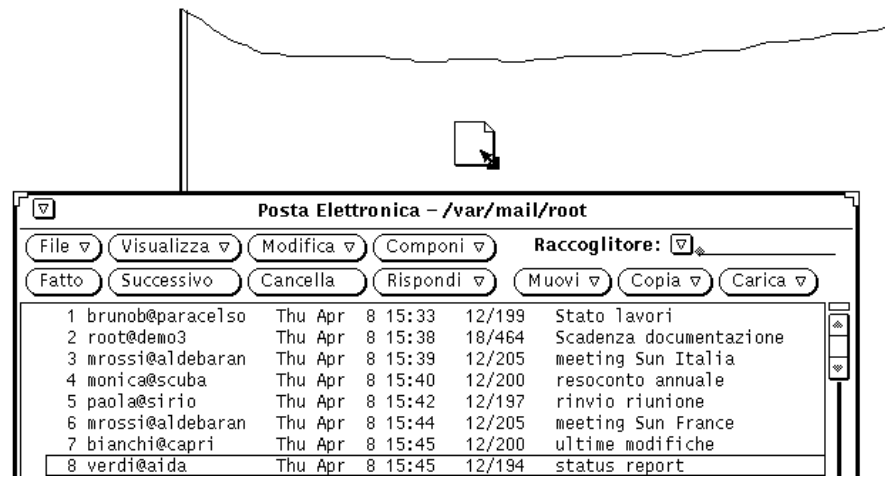 Posta Elettronica – /var/mail/root
File Visualizza Modifica Componi Raccoglitore:
Fatto Successivo Cancella Rispondi Muovi Copia Carica
1 brunob@paracelso Thu Apr 8 15:33 12/199 Stato lavori
2 root@demo3 Thu Apr 8 15:38 18/464 Scadenza documentazione
3 mrossi@aldebaran Thu Apr 8 15:39 12/205 meeting Sun Italia
4 monica@scuba Thu Apr 8 15:40 12/200 resoconto annuale
5 paola@sirio Thu Apr 8 15:42 12/197 rinvio riunione
6 mrossi@aldebaran Thu Apr 8 15:44 12/205 meeting Sun France
7 bianchi@capri Thu Apr 8 15:45 12/200 ultime modifiche
8 verdi@aida Thu Apr 8 15:45 12/194 status report